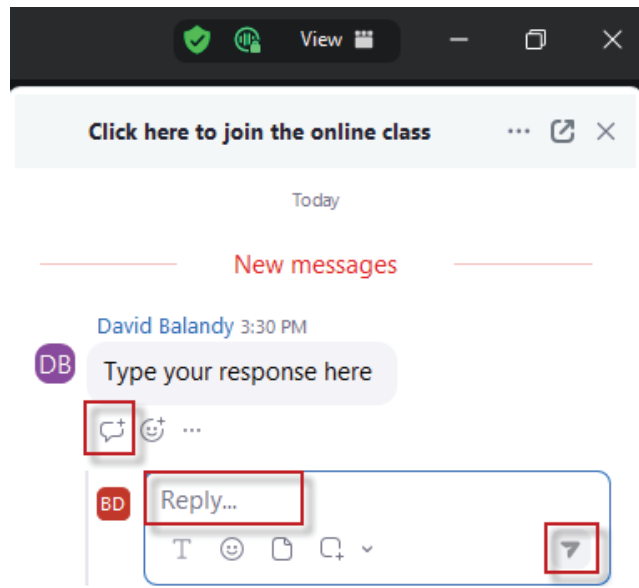 View
Click here to join the online class
Today
New messages
David Balandy 3:30 PM
DB
Type your response here
BD
Reply...
T